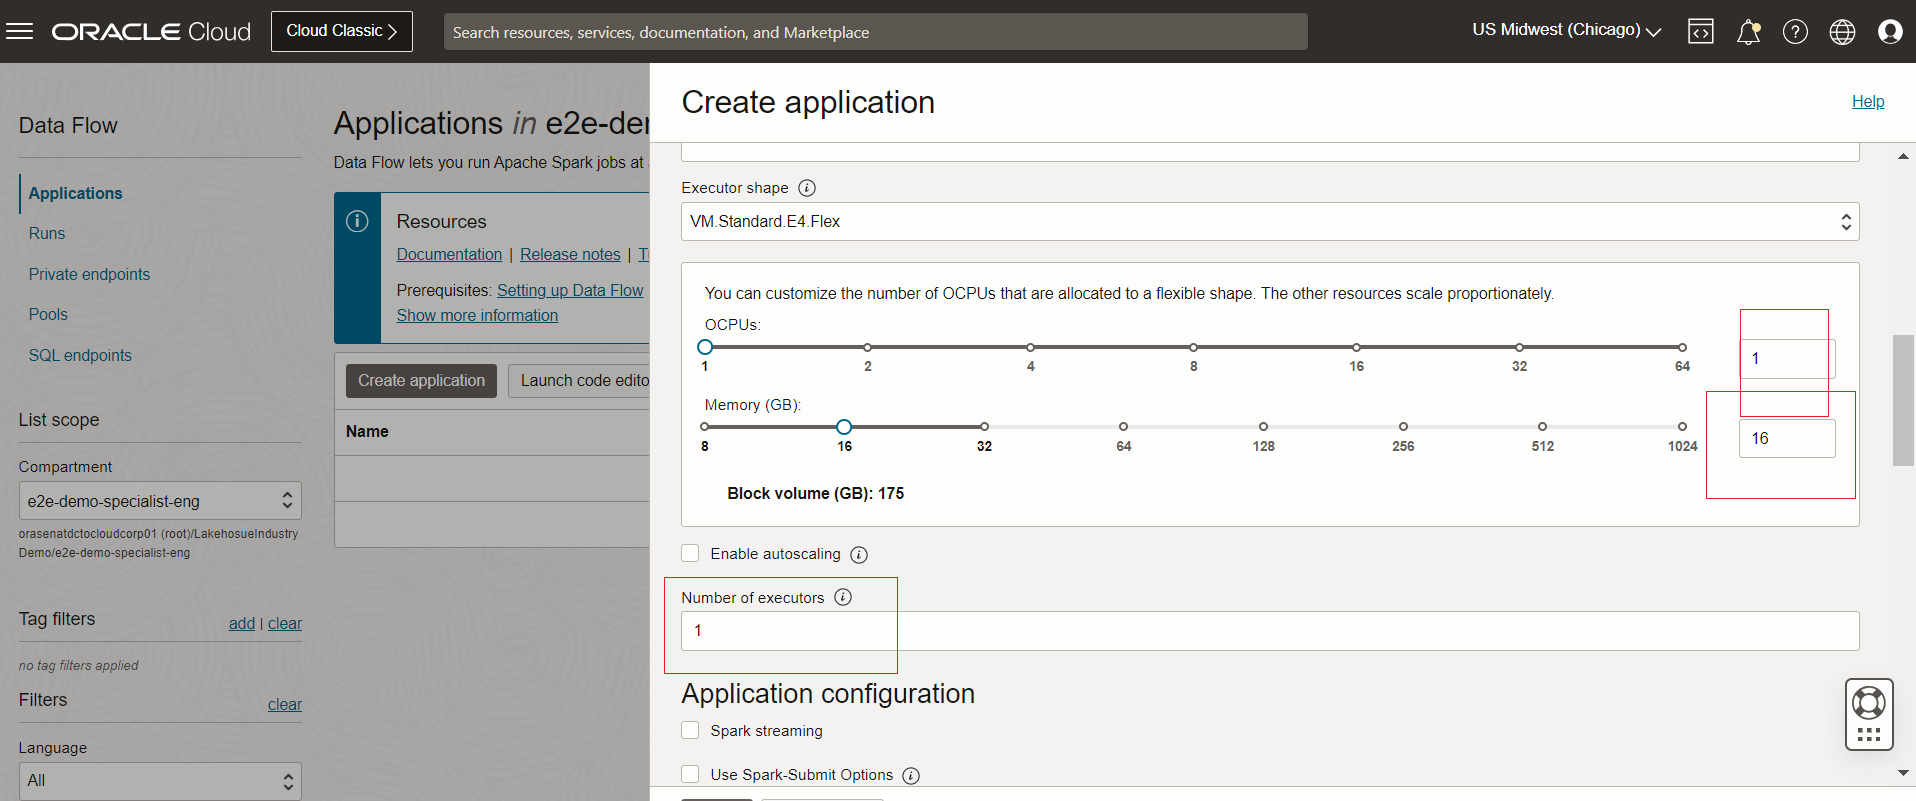 ORACLE Cloud
Cloud Classic
Search resources, services, documentation, and Marketplace
US Midwest (Chicago)
Data Flow
Applications
Runs
Private endpoints
Pools
SQL endpoints
List scope
Compartment
e2e-demo-specialist-eng
orasenatdctocloudcorp01 (root)/LakehosueIndustry
Demo/e2e-demo-specialist-eng
Tag filters
add | clear
no tag filters applied
Filters
clear
Language
All
Applications in e2e-der
Data Flow lets you run Apache Spark jobs at
Resources
Documentation | Release notes | T
Prerequisites: Setting up Data Flow
Show more information
Create application
Launch code edito
Name
Create application
Help
Executor shape
VM.Standard.E4.Flex
You can customize the number of OCPUs that are allocated to a flexible shape. The other resources scale proportionately.
OCPUs:
1 2 4 8 16 32 64
1
Memory (GB):
8 16 32 64 128 256 512 1024
16
Block volume (GB): 175
Enable autoscaling
Number of executors
1
Application configuration
Spark streaming
Use Spark-Submit Options